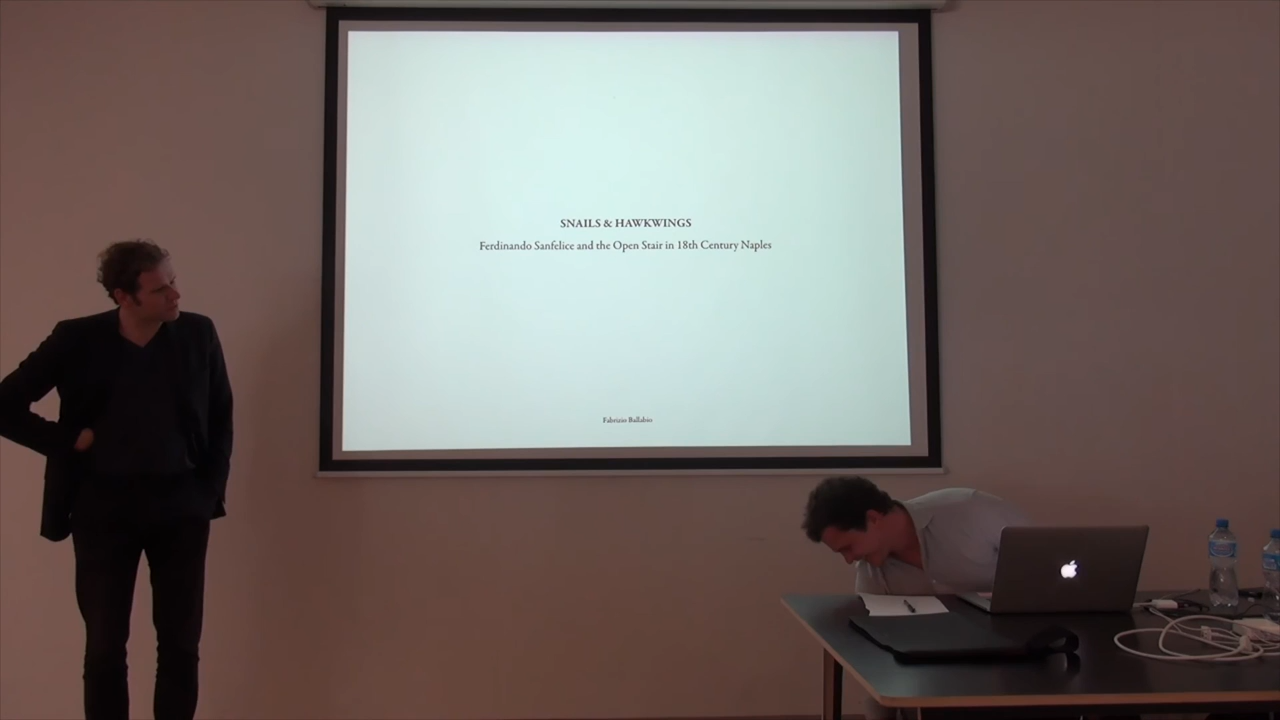 SNAILS & HAWKWINGS
Ferdinando Sanfelice and the Open Stair in 18th Century Naples
Fabrizio Ballabio